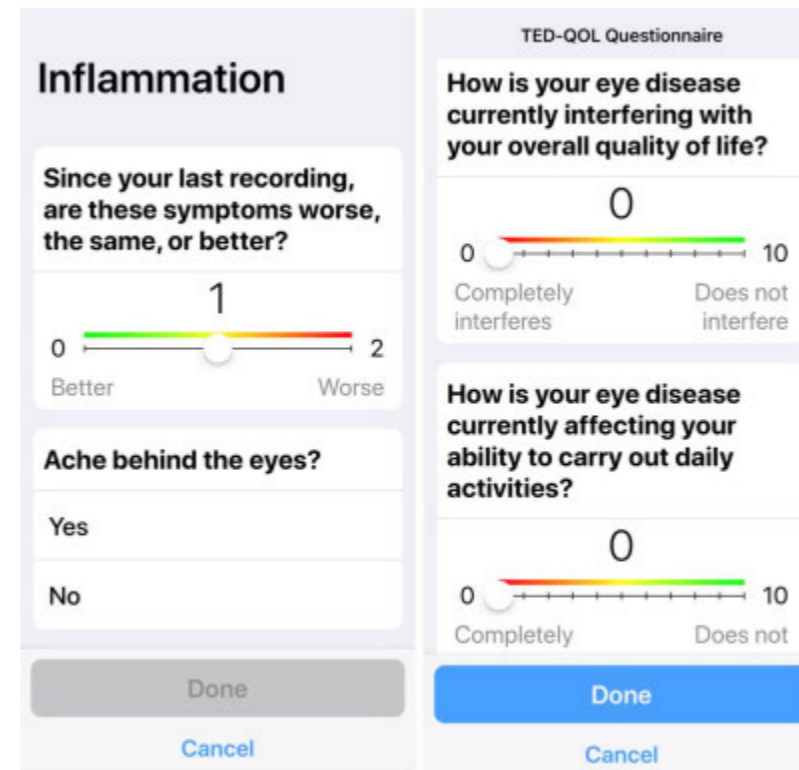 Inflammation
Since your last recording,
are these symptoms worse,
the same, or better?
1
0 2
Better Worse
Ache behind the eyes?
Yes
No
Done
Cancel
TED-QOL Questionnaire
How is your eye disease
currently interfering with
your overall quality of life?
0
0 10
Completely Does not
interferes interfere
How is your eye disease
currently affecting your
ability to carry out daily
activities?
0
0 10
Completely Does not
Done
Cancel